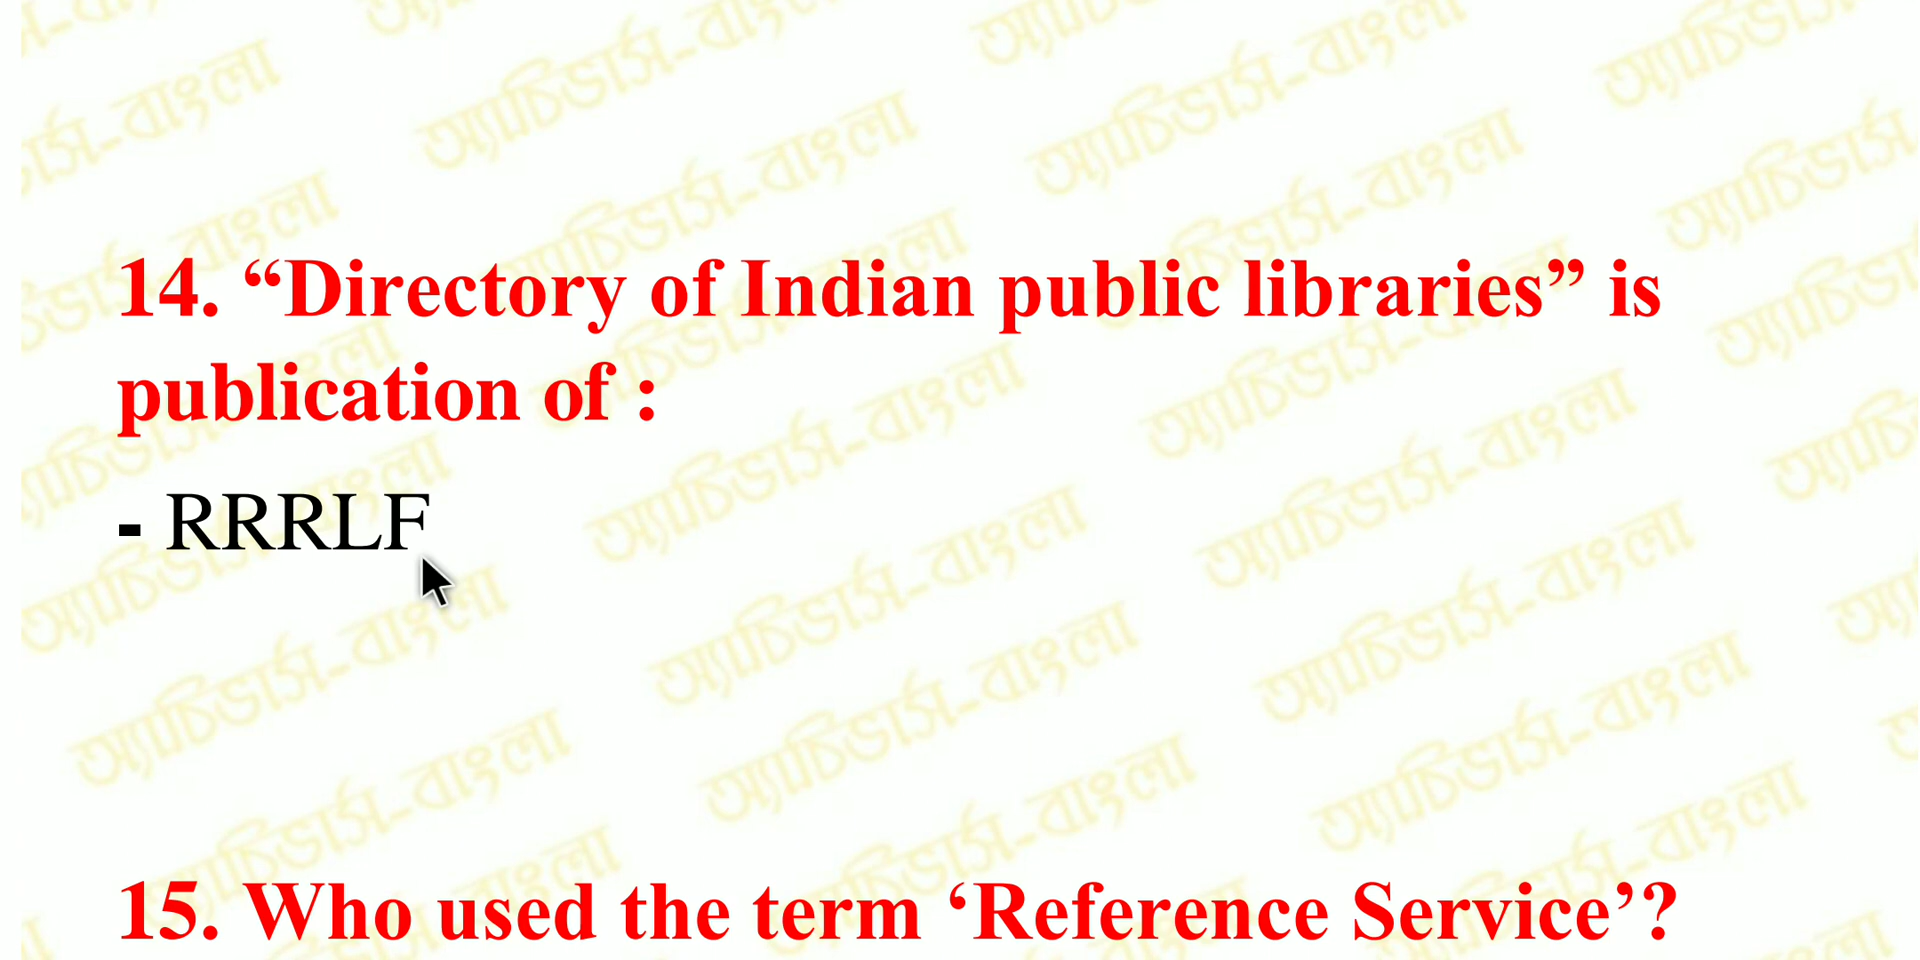 14. “Directory of Indian public libraries” is
publication of :
- RRRLF
15. Who used the term ‘Reference Service’?